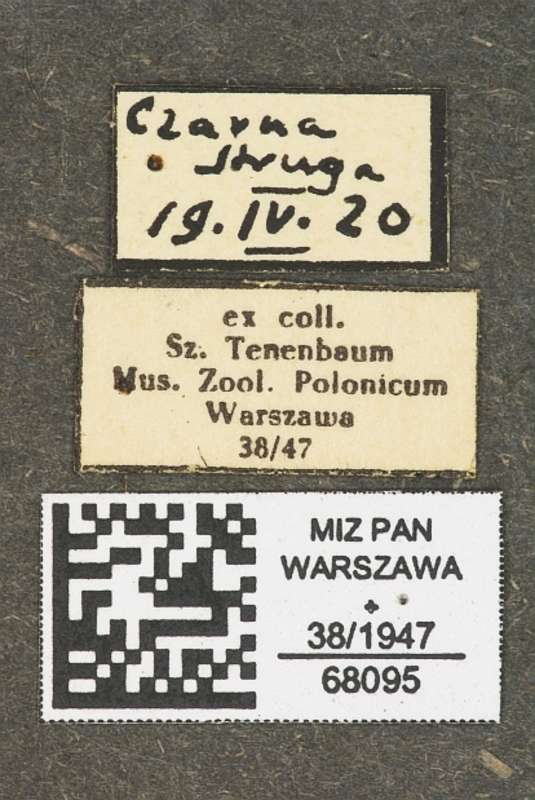 Czarna
Struga
19. IV. 20
ex coll.
Sz. Tenenbaum
Mus. Zool. Polonicum
Warszawa
38/47
MIZ PAN
WARSZAWA
38/1947
68095